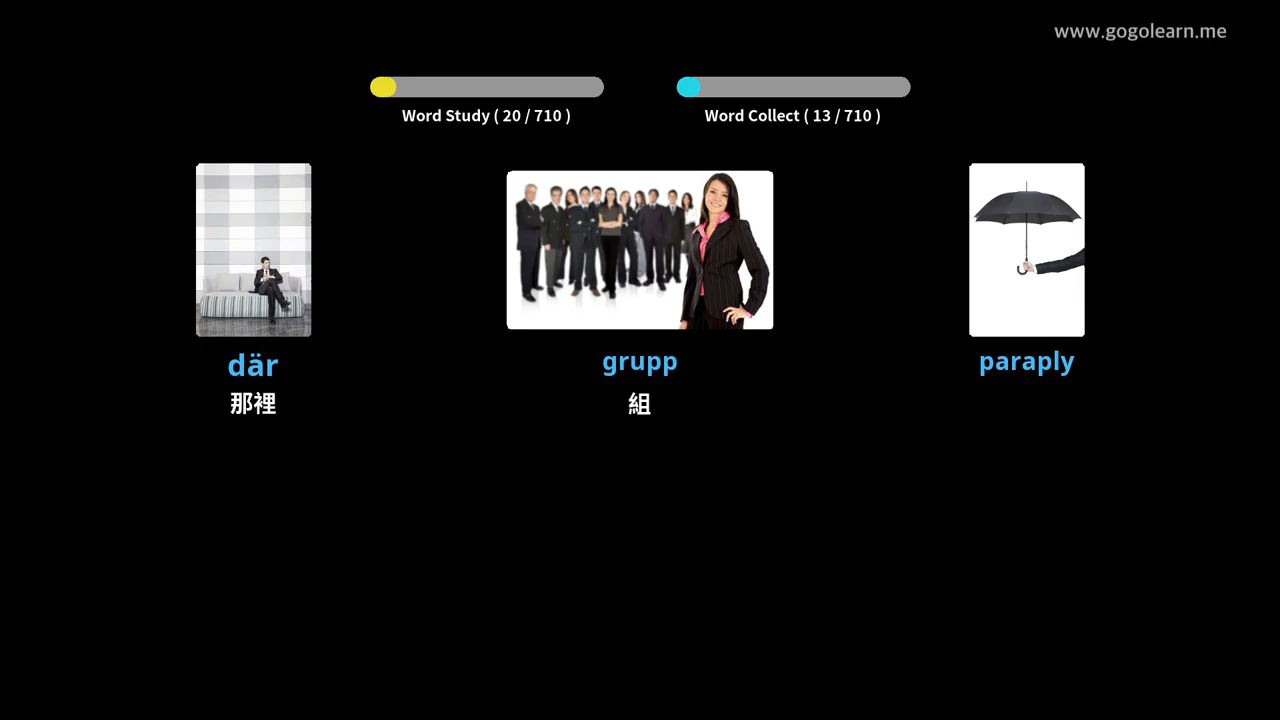 www.gogolearn.me
Word Study ( 20 / 710 )
Word Collect ( 13 / 710 )
där
grupp
paraply
那裡
組